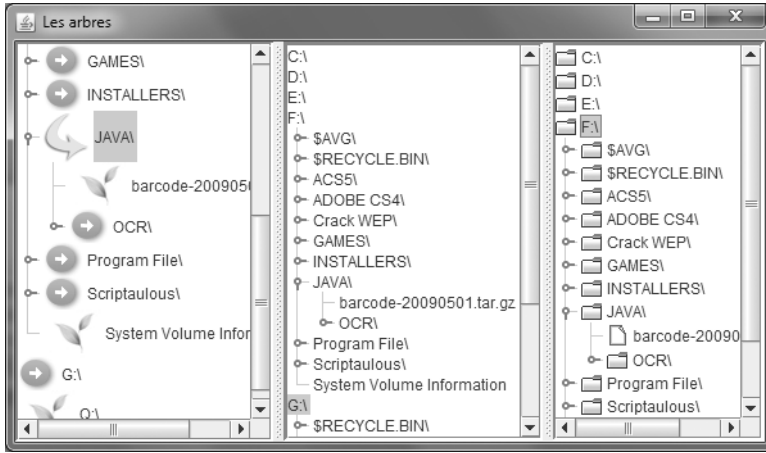 Les arbres
GAMES\
INSTALLERS\
JAVA\
barcode-200905
OCR\
Program File\
Scriptaulous\
System Volume Infor
G:\
Q:\
C:\
D:\
E:\
F:\
$AVG\
$RECYCLE.BIN\
ACS5\
ADOBE CS4\
Crack WEP\
GAMES\
INSTALLERS\
JAVA\
barcode-20090501.tar.gz
OCR\
Program File\
Scriptaulous\
System Volume Information
G:\
$RECYCLE.BIN\
C:\
D:\
E:\
F:\
$AVG\
$RECYCLE.BIN\
ACS5\
ADOBE CS4\
Crack WEP\
GAMES\
INSTALLERS\
JAVA\
barcode-20090
OCR\
Program File\
Scriptaulous\